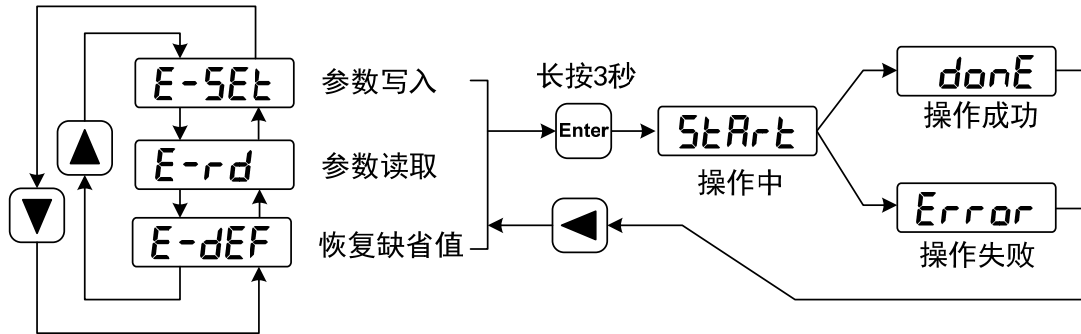 E-SEt
参数写入
E-rd
参数读取
E-dEF
恢复缺省值
长按3秒
Enter
StArt
操作中
donE
操作成功
Error
操作失败